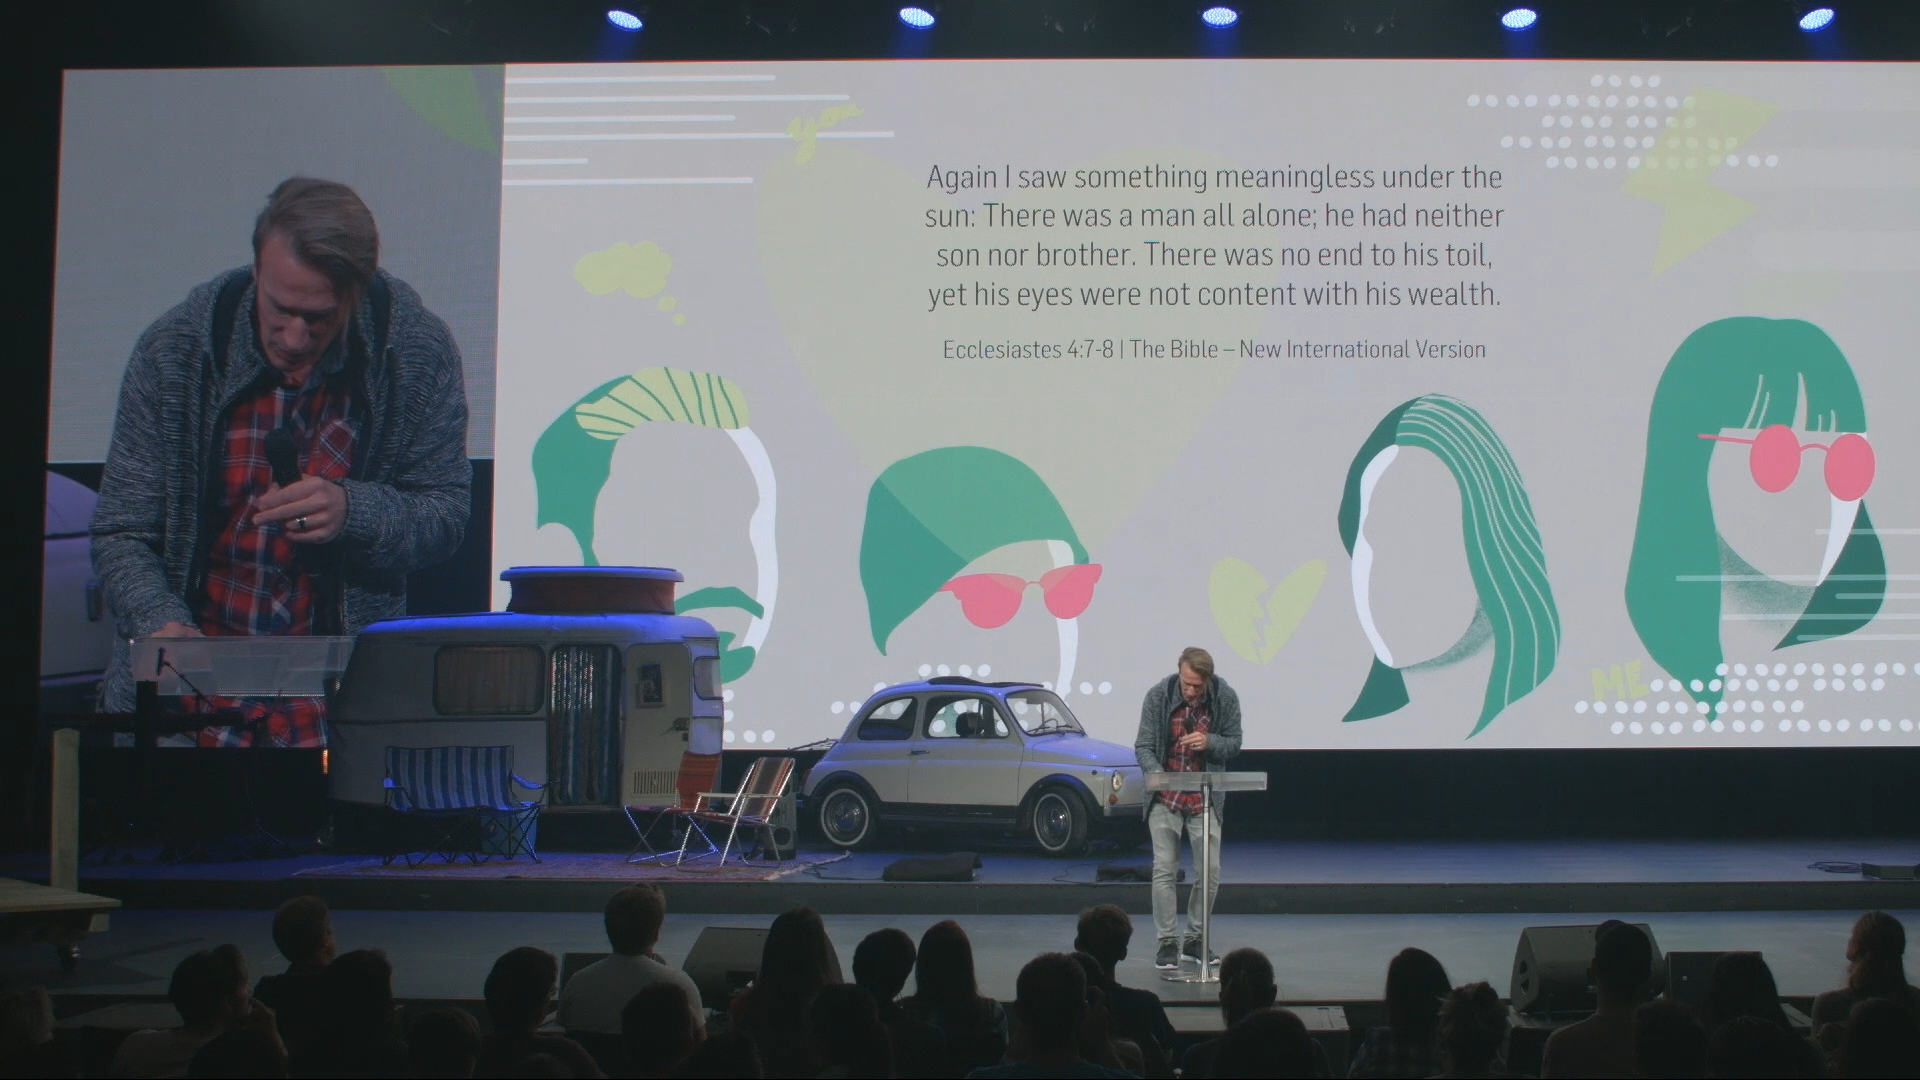 you
Again I saw something meaningless under the
sun: There was a man all alone; he had neither
son nor brother. There was no end to his toil,
yet his eyes were not content with his wealth.
Ecclesiastes 4:7-8 | The Bible – New International Version
ME